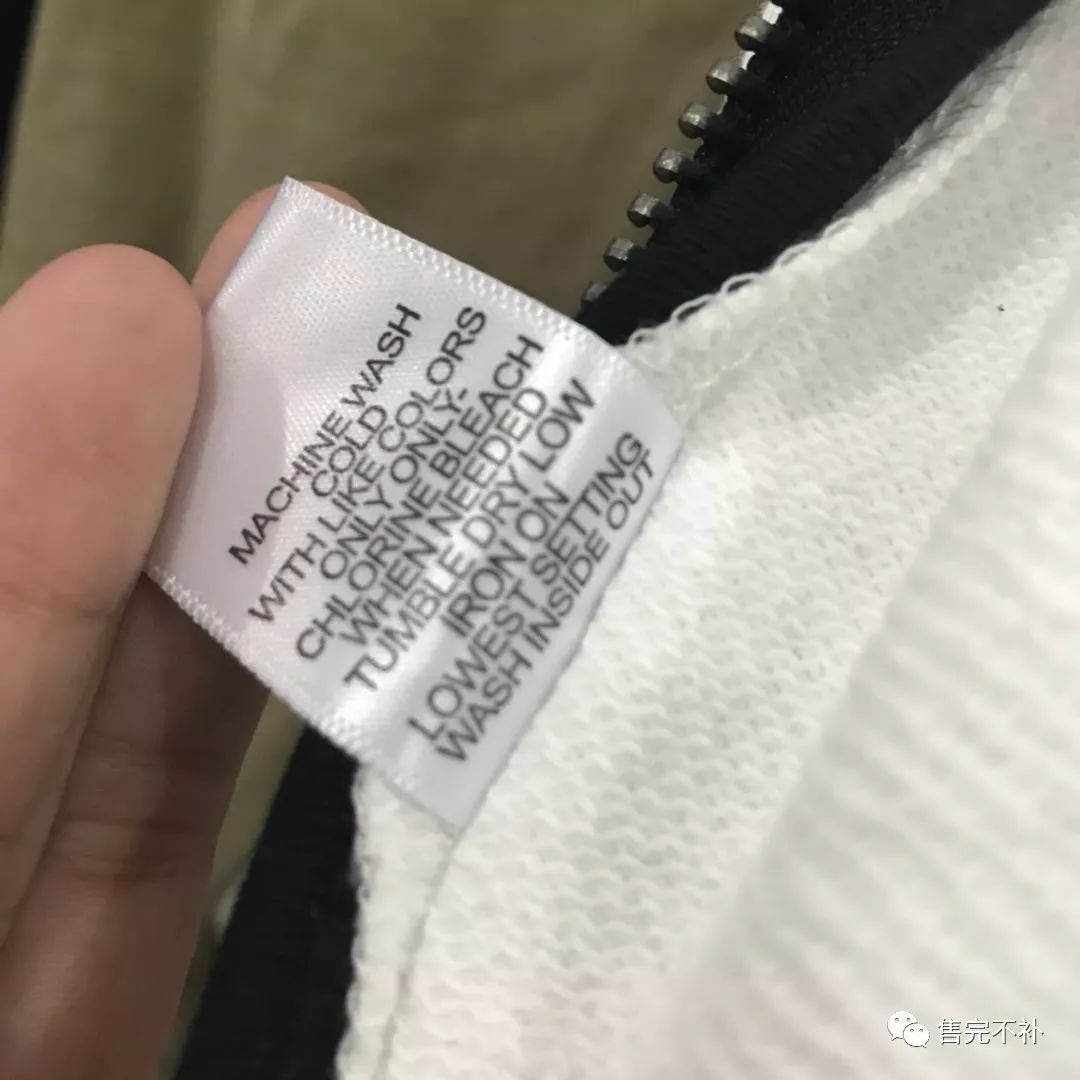 MACHINE WASH
COLD
WITH LIKE COLORS
ONLY ONLY-
CHLORINE BLEACH
WHEN NEEDED
TUMBLE DRY LOW
IRON ON
LOWEST SETTING
WASH INSIDE OUT
售完不补